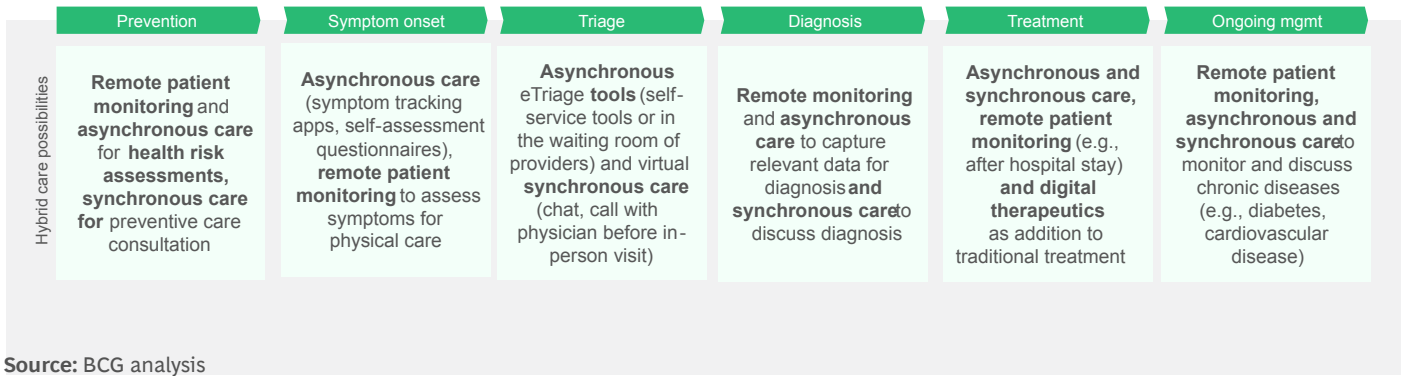 Prevention
Symptom onset
Triage
Diagnosis
Treatment
Ongoing mgmt
Hybrid care possibilities
Remote patient
monitoring and
asynchronous care
for health risk
assessments,
synchronous care
for preventive care
consultation
Asynchronous care
(symptom tracking
apps, self-assessment
questionnaires),
remote patient
monitoring to assess
symptoms for
physical care
Asynchronous
eTriage tools (self-
service tools or in
the waiting room of
providers) and virtual
synchronous care
(chat, call with
physician before in-
person visit)
Remote monitoring
and asynchronous
care to capture
relevant data for
diagnosis and
synchronous care to
discuss diagnosis
Asynchronous and
synchronous care,
remote patient
monitoring (e.g.,
after hospital stay)
and digital
therapeutics
as addition to
traditional treatment
Remote patient
monitoring,
asynchronous and
synchronous care to
monitor and discuss
chronic diseases
(e.g., diabetes,
cardiovascular
disease)
Source: BCG analysis